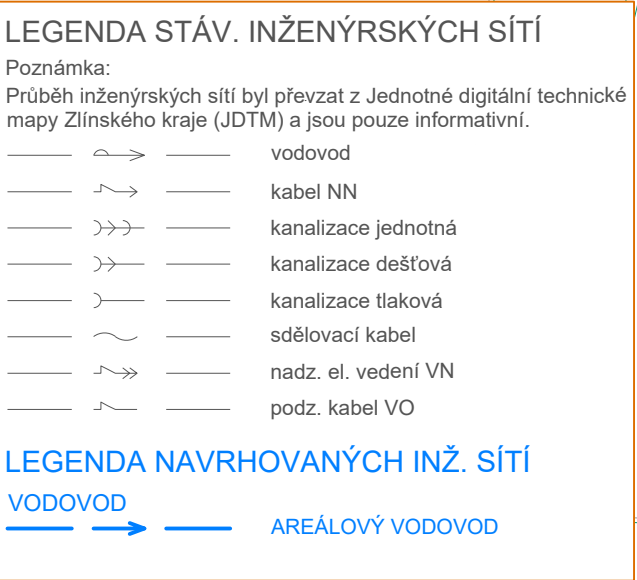 LEGENDA STÁV. INŽENÝRSKÝCH SÍTÍ
Poznámka:
Průběh inženýrských sítí byl převzat z Jednotné digitální technické
mapy Zlínského kraje (JDTM) a jsou pouze informativní.
vodovod
kabel NN
kanalizace jednotná
kanalizace dešťová
kanalizace tlaková
sdělovací kabel
nadz. el. vedení VN
podz. kabel VO
LEGENDA NAVRHOVANÝCH INŽ. SÍTÍ
VODOVOD
AREÁLOVÝ VODOVOD